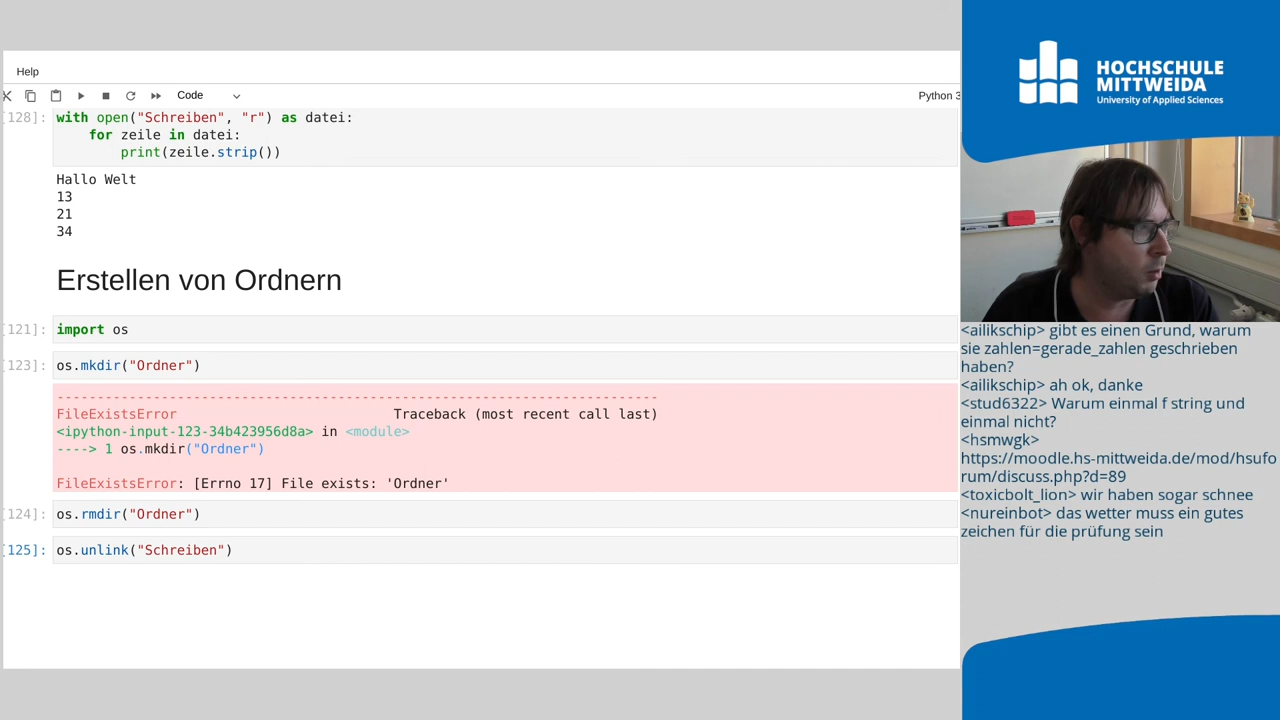 Help
Code
Python 3
[128]:
with open("Schreiben", "r") as datei:
    for zeile in datei:
        print(zeile.strip())
Hallo Welt
13
21
34
Erstellen von Ordnern
[121]:
import os
[123]:
os.mkdir("Ordner")
---------------------------------------------------------------------------
FileExistsError                           Traceback (most recent call last)
<ipython-input-123-34b423956d8a> in <module>
----> 1 os.mkdir("Ordner")
FileExistsError: [Errno 17] File exists: 'Ordner'
[124]:
os.rmdir("Ordner")
[125]:
os.unlink("Schreiben")
HOCHSCHULE
MITTWEIDA
University of Applied Sciences
<ailikschip> gibt es einen Grund, warum
sie zahlen=gerade_zahlen geschrieben
haben?
<ailikschip> ah ok, danke
<stud6322> Warum einmal f string und
einmal nicht?
<hsmwgk>
https://moodle.hs-mittweida.de/mod/hsufo
rum/discuss.php?d=89
<toxicbolt_lion> wir haben sogar schnee
<nureinbot> das wetter muss ein gutes
zeichen für die prüfung sein